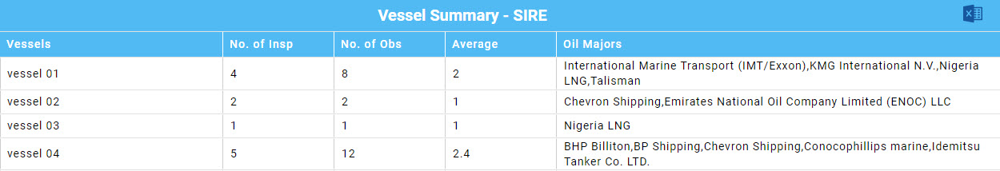 Vessel Summary - SIRE
Vessels No. of Insp No. of Obs Average Oil Majors
vessel 01 4 8 2 International Marine Transport (IMT/Exxon),KMG International N.V.,Nigeria
LNG,Talisman
vessel 02 2 2 1 Chevron Shipping,Emirates National Oil Company Limited (ENOC) LLC
vessel 03 1 1 1 Nigeria LNG
vessel 04 5 12 2.4 BHP Billiton,BP Shipping,Chevron Shipping,Conocophillips marine,Idemitsu
Tanker Co. LTD.